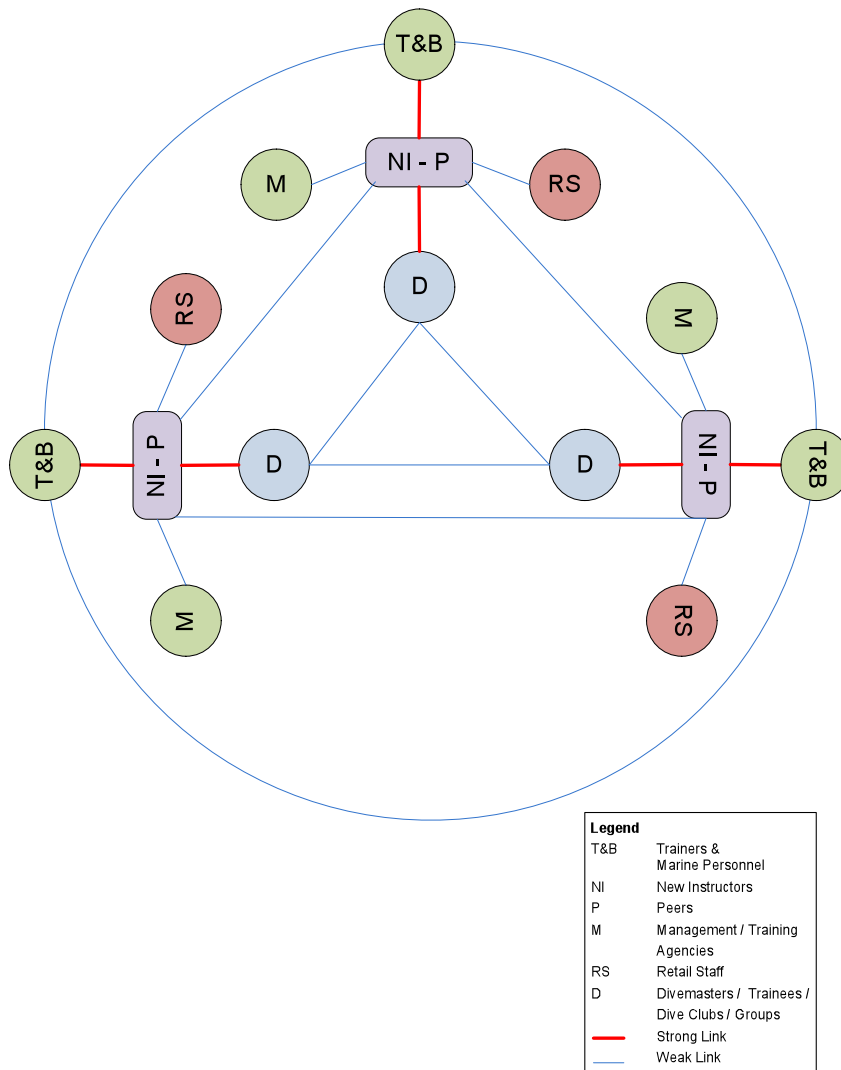 T&B
NI - P
M
RS
D
RS
M
T&B
NI - P
D
D
NI - P
T&B
M
RS
Legend
T&B Trainers &
Marine Personnel
NI New Instructors
P Peers
M Management / Training
Agencies
RS Retail Staff
D Divemasters / Trainees /
Dive Clubs / Groups
Strong Link
Weak Link